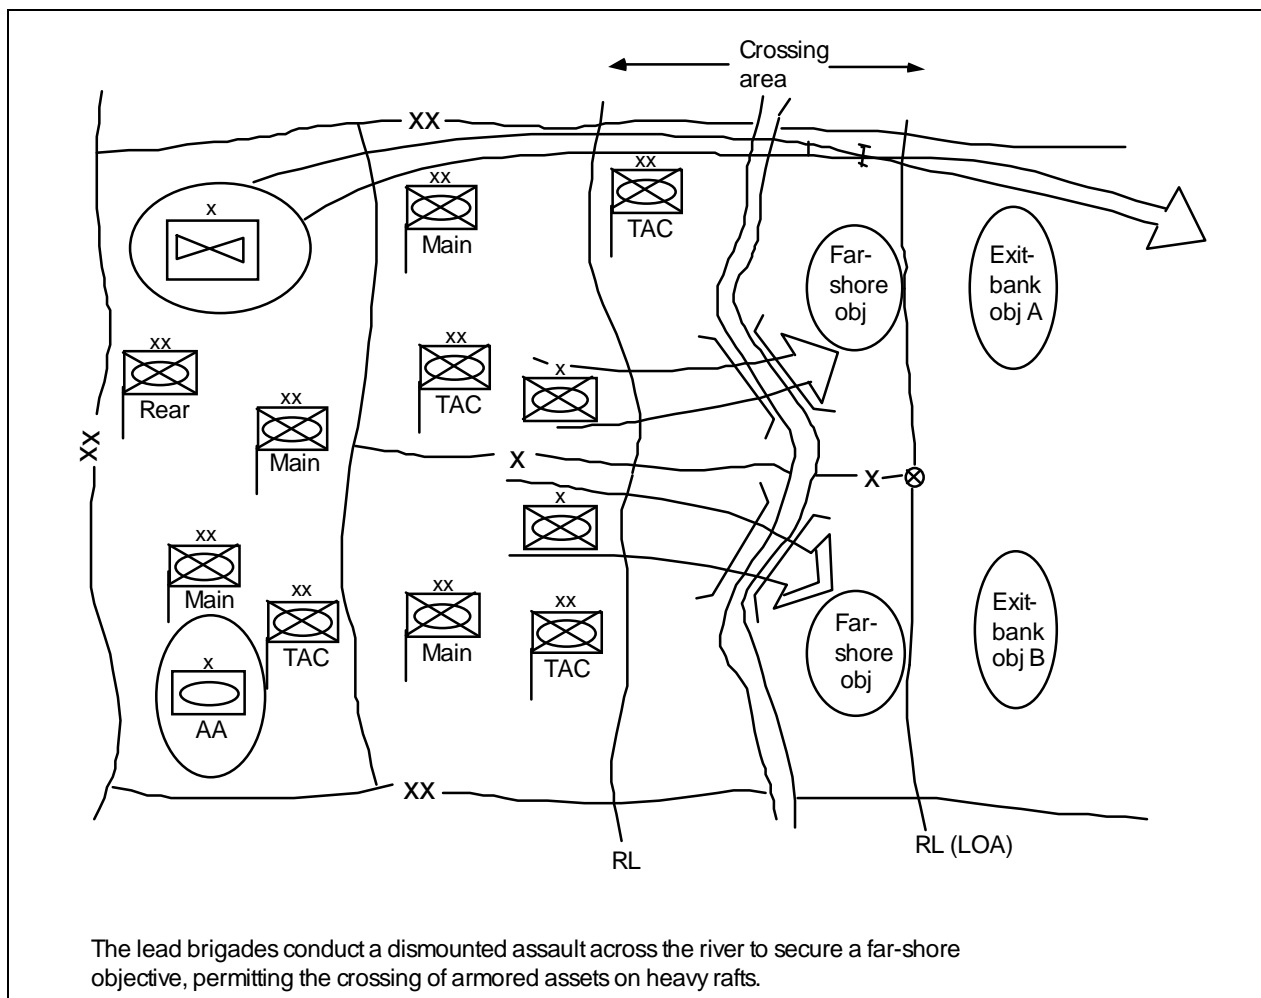 Crossing
area
XX
xx
TAC
xx
Main
x
Far-
shore
obj
Exit-
bank
obj A
xx
Rear
xx
TAC
x
xx
Main
XX
X
X
x
xx
Main
xx
TAC
xx
Main
xx
TAC
Far-
shore
obj
Exit-
bank
obj B
x
AA
XX
RL
RL (LOA)
The lead brigades conduct a dismounted assault across the river to secure a far-shore
objective, permitting the crossing of armored assets on heavy rafts.